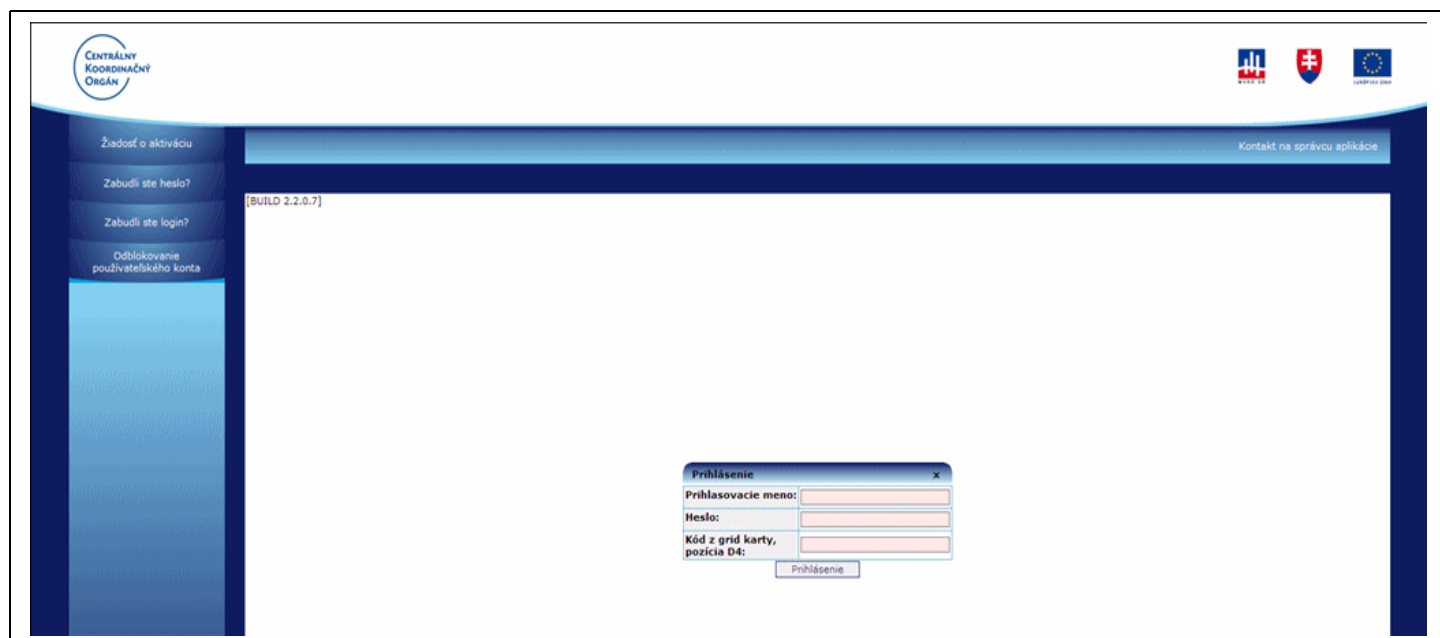 CENTRÁLNY
KOORDINAČNÝ
ORGÁN
Žiadosť o aktiváciu
Kontakt na správcu aplikácie
Zabudli ste heslo?
[BUILD 2.2.0.7]
Zabudli ste login?
Odblokovanie
používateľského konta
Prihlásenie x
Prihlasovacie meno:
Heslo:
Kód z grid karty,
pozícia D4:
Prihlásenie